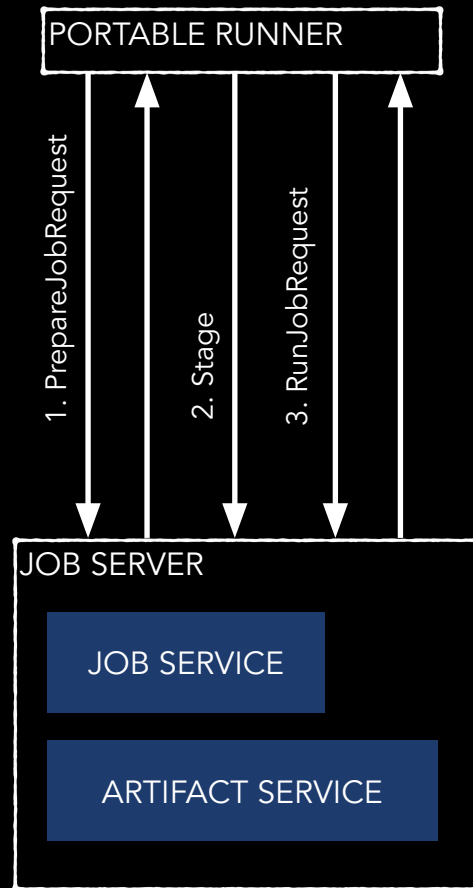 PORTABLE RUNNER
1. PrepareJobRequest
2. Stage
3. RunJobRequest
JOB SERVER
JOB SERVICE
ARTIFACT SERVICE